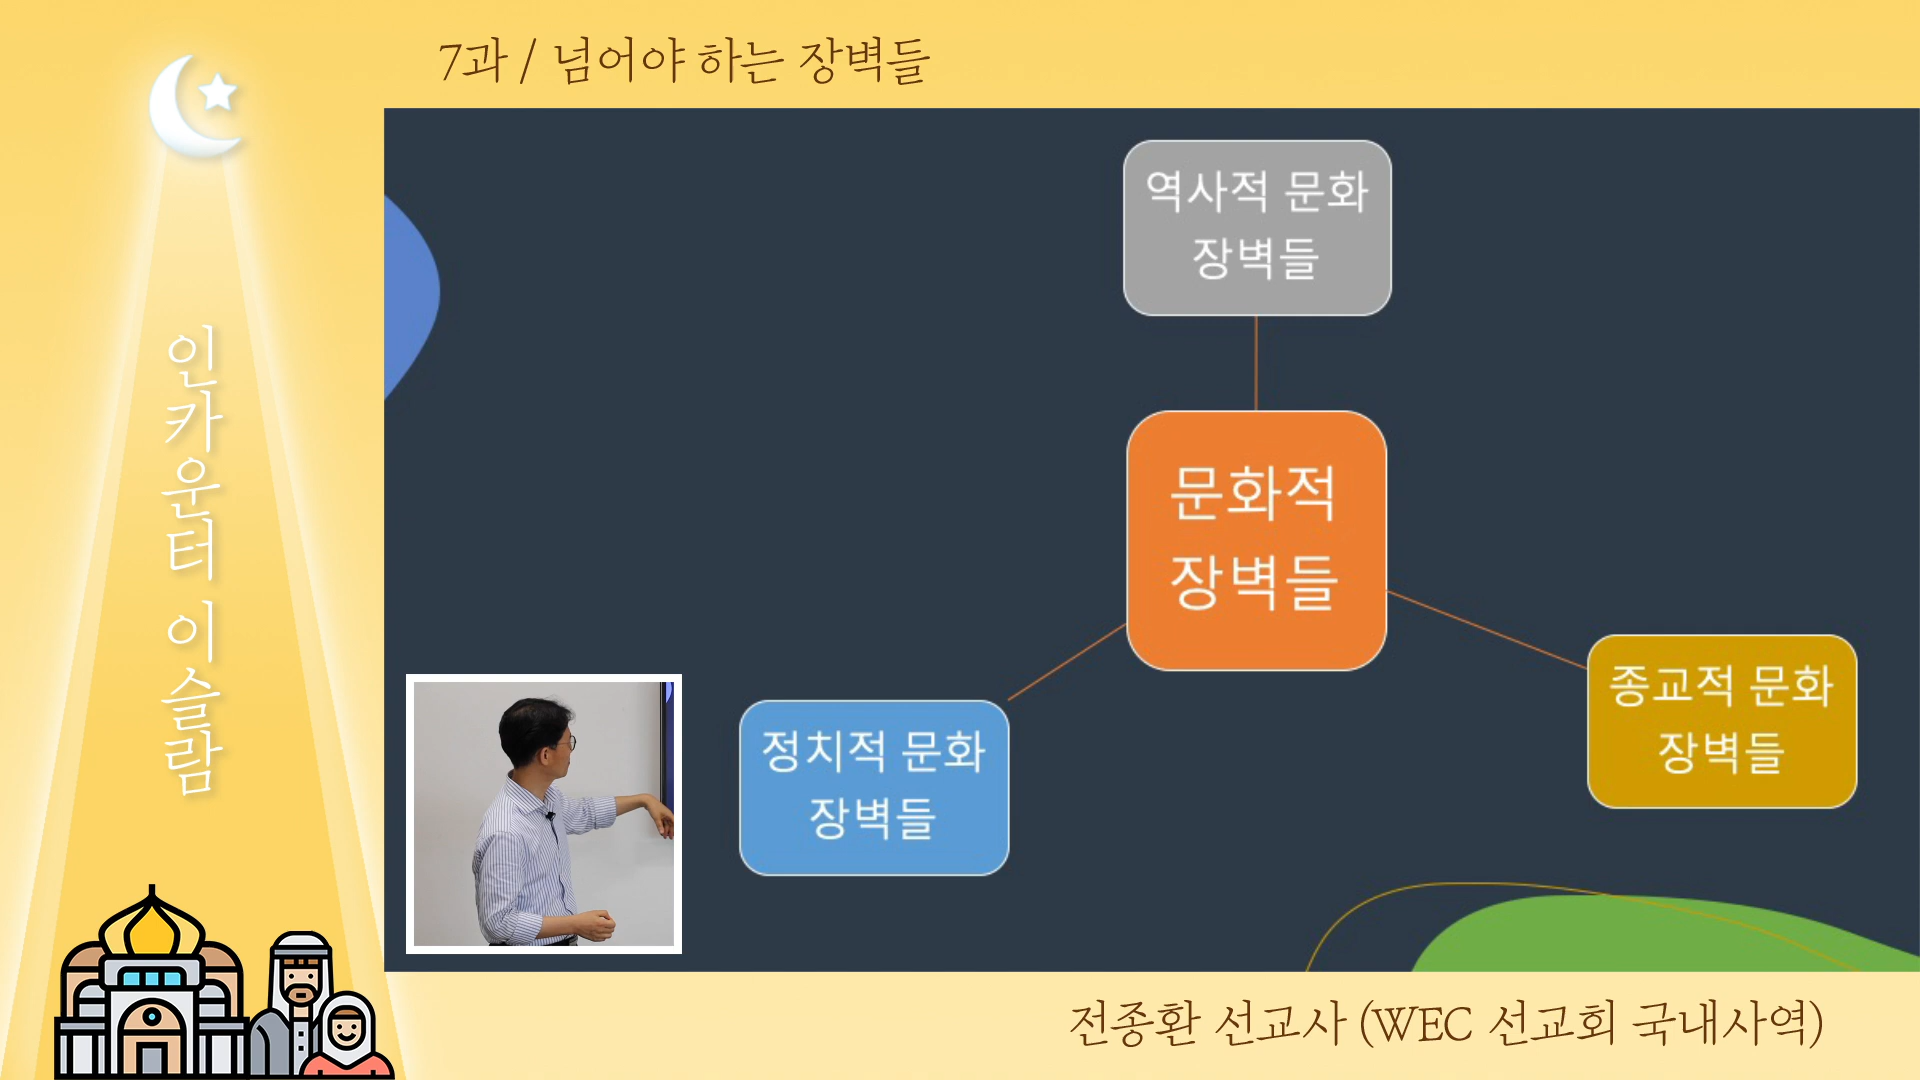 7과 / 넘어야 하는 장벽들
인카운터 이슬람
역사적 문화
장벽들
문화적
장벽들
정치적 문화
장벽들
종교적 문화
장벽들
전종환 선교사 (WEC 선교회 국내사역)